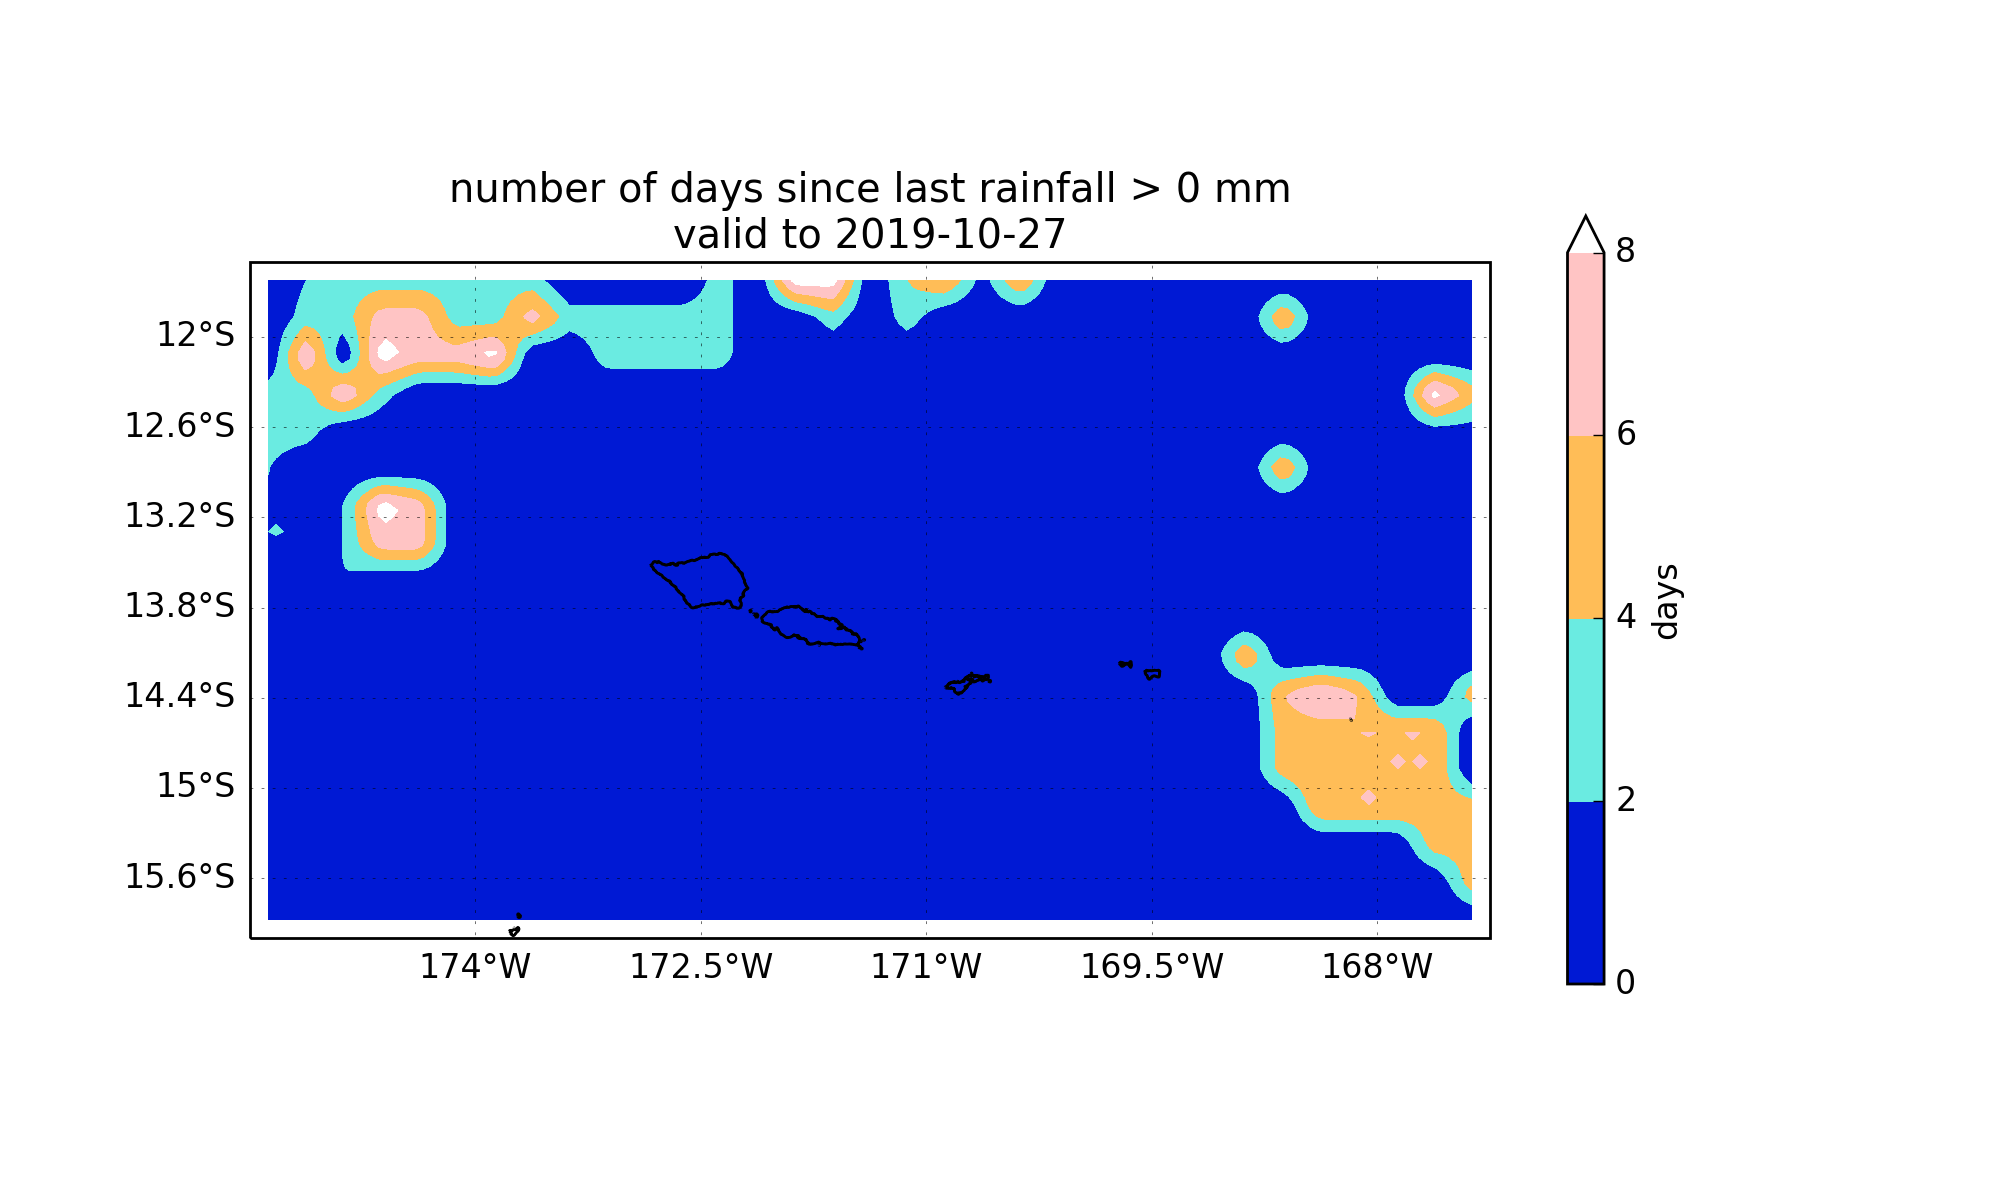 number of days since last rainfall > 0 mm
valid to 2019-10-27
12°S
12.6°S
13.2°S
13.8°S
14.4°S
15°S
15.6°S
174°W
172.5°W
171°W
169.5°W
168°W
8
6
4
2
0
days